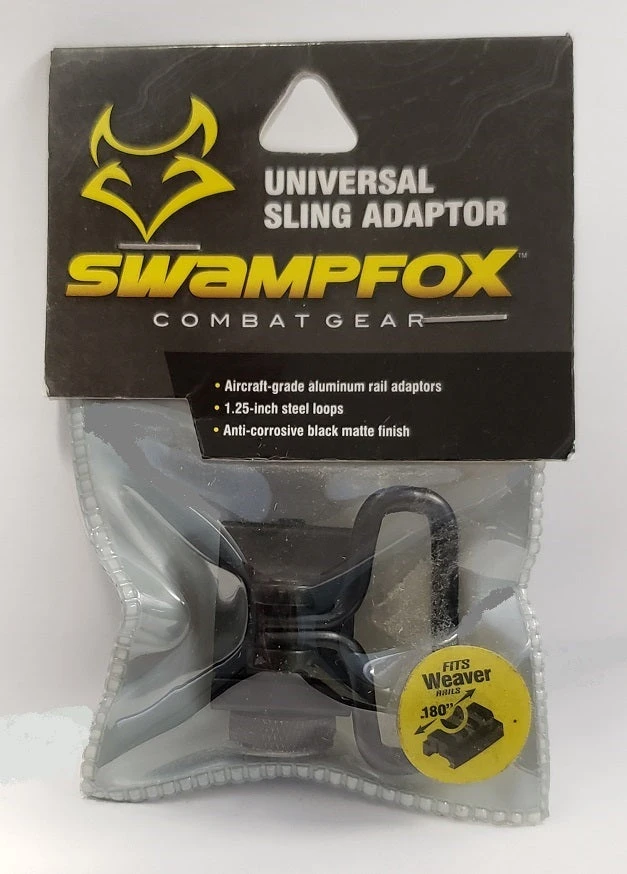 UNIVERSAL
SLING ADAPTOR
SWAMPFOX™
COMBAT GEAR
• Aircraft-grade aluminum rail adaptors
• 1.25-inch steel loops
• Anti-corrosive black matte finish
FITS
Weaver
RAILS
.180"